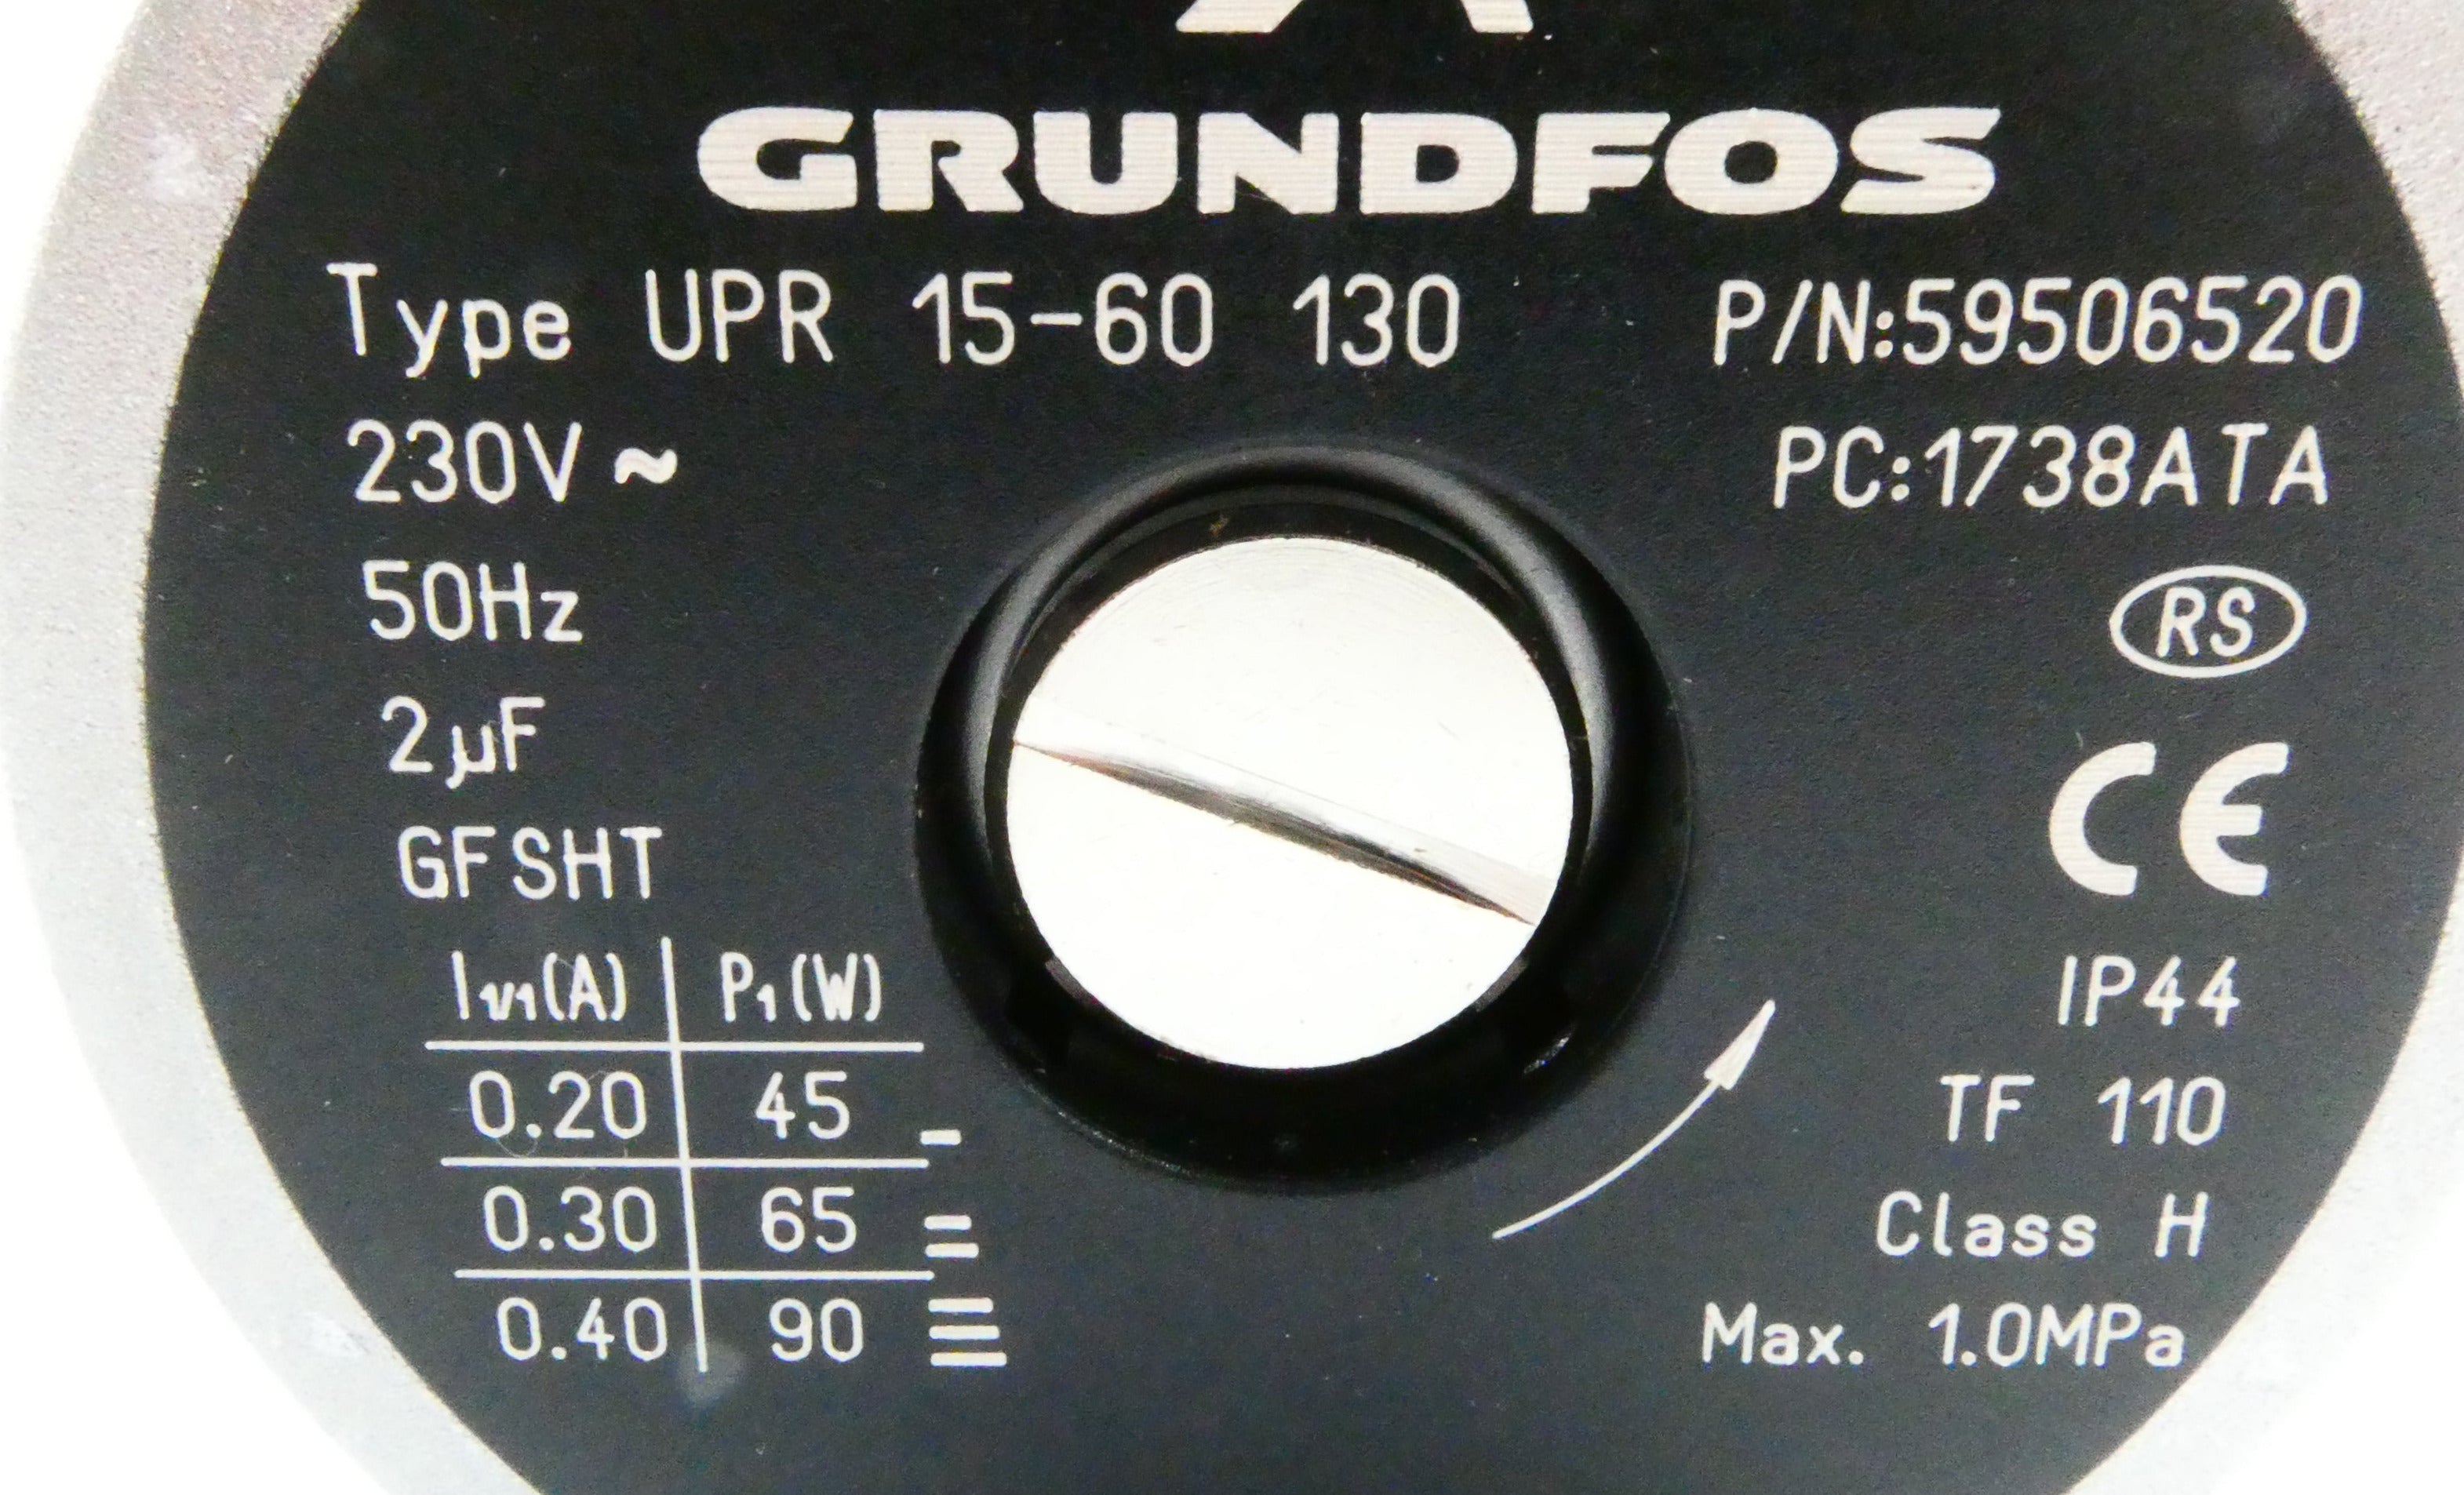 GRUNDFOS
Type UPR 15-60 130 P/N:59506520
230V ~ PC:1738ATA
50Hz RS
2µF
GFSHT CE
I1/1(A) P1(W) IP44
0.20 45 TF 110
0.30 65 Class H
0.40 90 Max. 1.0MPa